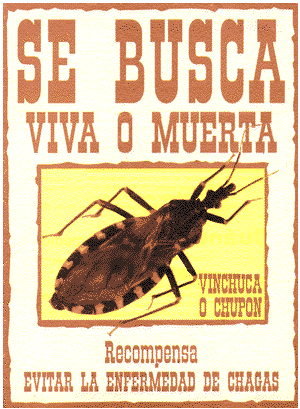 SE BUSCA
VIVA O MUERTA
VINCHUCA
O CHUPON
Recompensa
EVITAR LA ENFERMEDAD DE CHAGAS